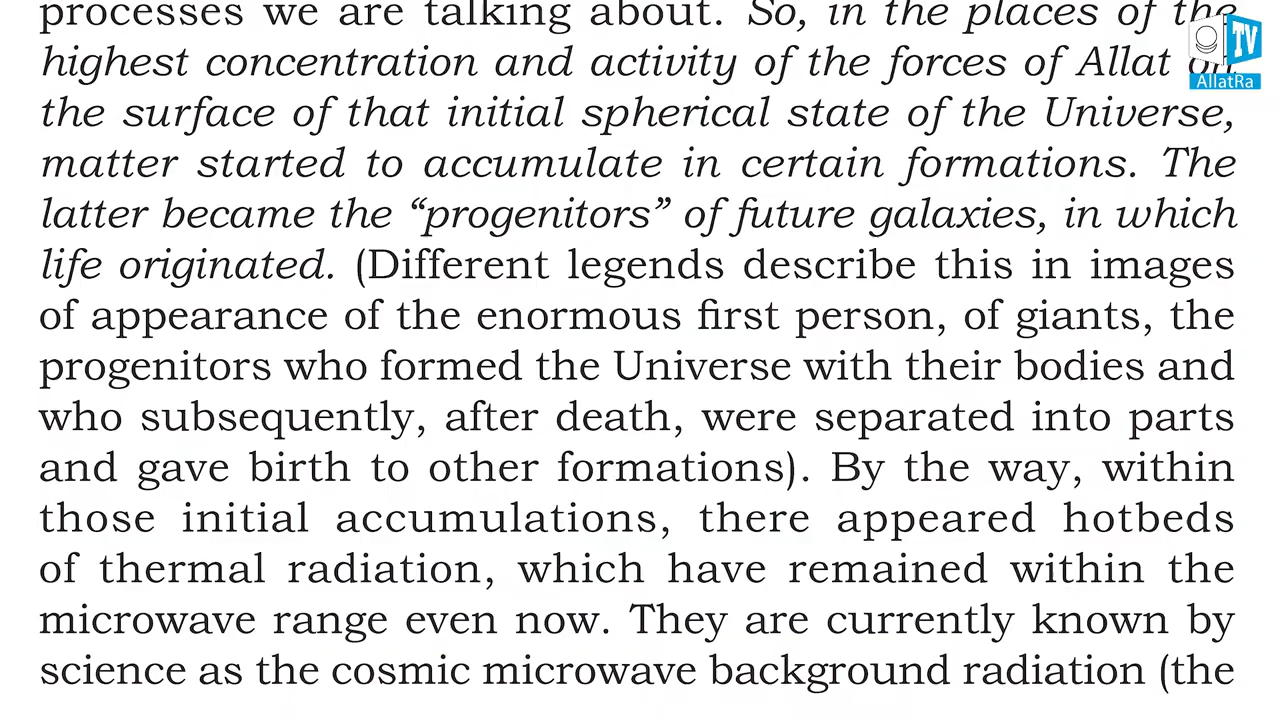 processes we are talking about. So, in the places of the
highest concentration and activity of the forces of Allat on
the surface of that initial spherical state of the Universe,
matter started to accumulate in certain formations. The
latter became the “progenitors” of future galaxies, in which
life originated. (Different legends describe this in images
of appearance of the enormous first person, of giants, the
progenitors who formed the Universe with their bodies and
who subsequently, after death, were separated into parts
and gave birth to other formations). By the way, within
those initial accumulations, there appeared hotbeds
of thermal radiation, which have remained within the
microwave range even now. They are currently known by
science as the cosmic microwave background radiation (the
TV
AllatRa